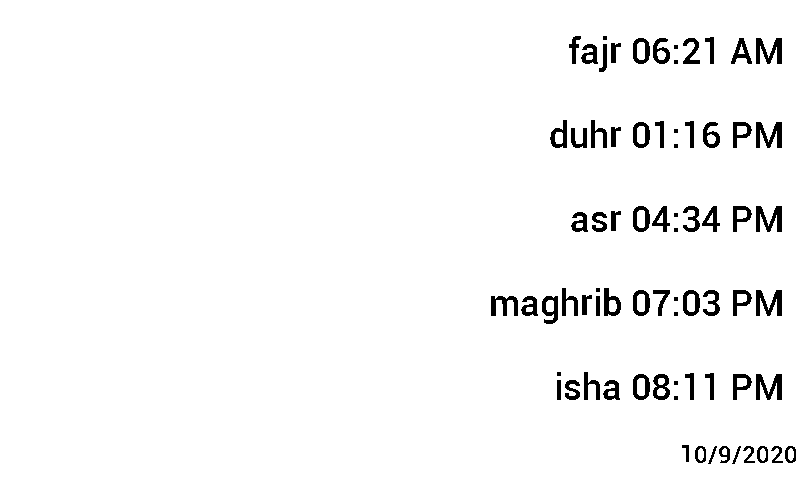 fajr 06:21 AM
duhr 01:16 PM
asr 04:34 PM
maghrib 07:03 PM
isha 08:11 PM
10/9/2020